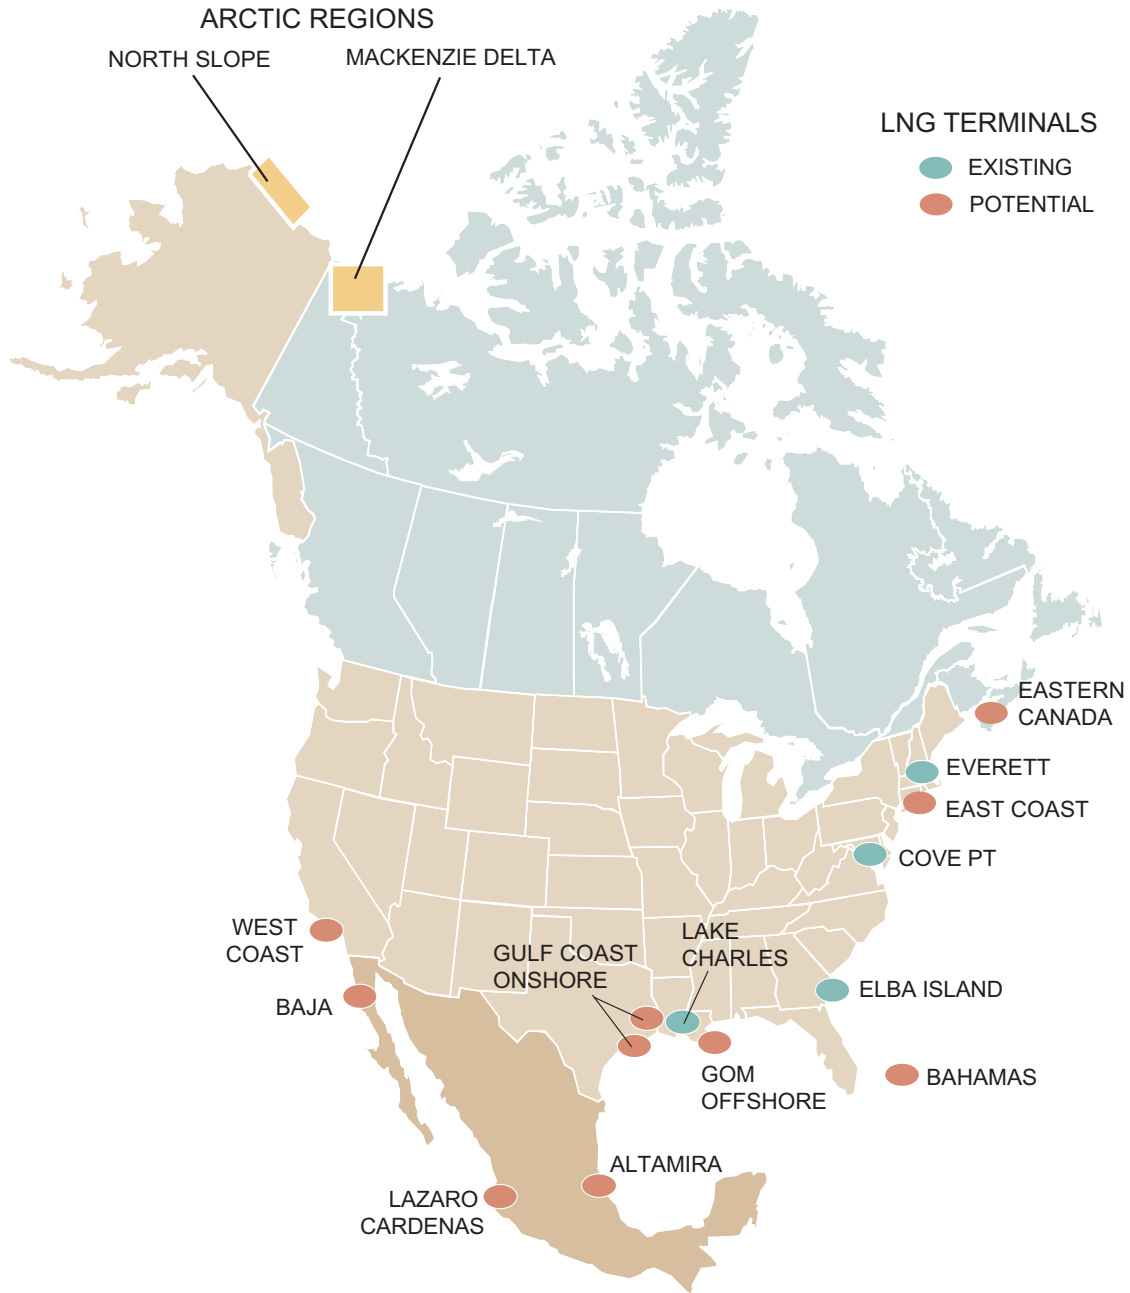 ARCTIC REGIONS
NORTH SLOPE
MACKENZIE DELTA
LNG TERMINALS
EXISTING
POTENTIAL
EASTERN
CANADA
EVERETT
EAST COAST
COVE PT
WEST
COAST
LAKE
CHARLES
GULF COAST
ONSHORE
ELBA ISLAND
BAJA
GOM
OFFSHORE
BAHAMAS
ALTAMIRA
LAZARO
CARDENAS